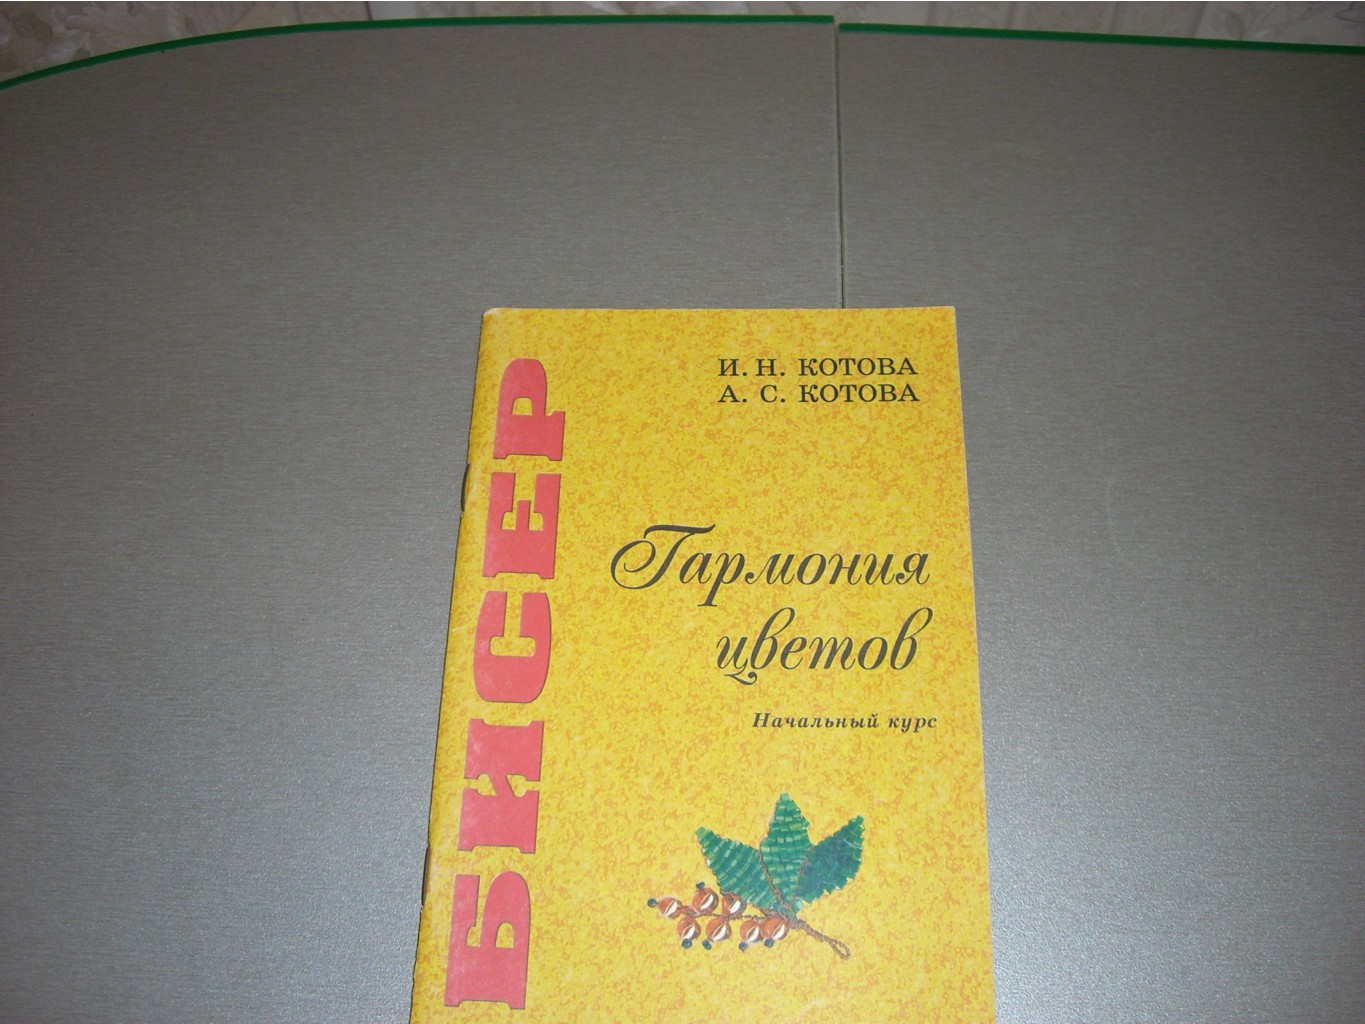 И. Н. КОТОВА
А. С. КОТОВА
БИСЕР
Гармония
цветов
Начальный курс